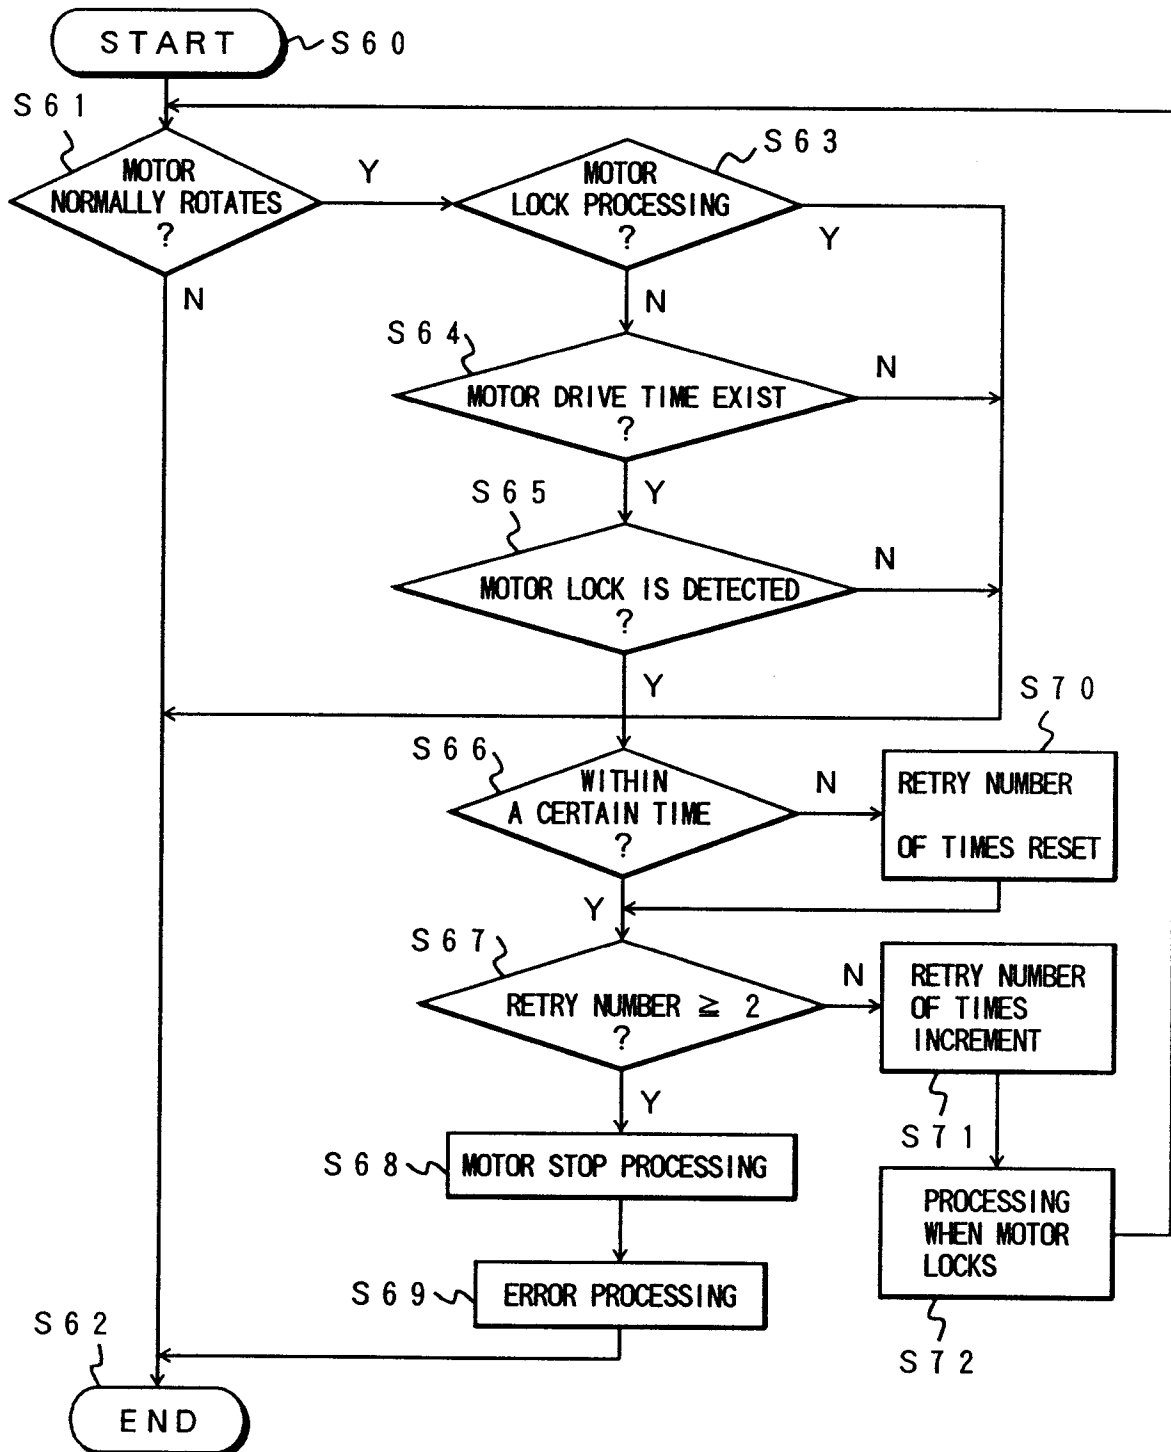 START
S60
S61
MOTOR
NORMALLY ROTATES
?
Y
N
S63
MOTOR
LOCK PROCESSING
?
Y
N
S64
MOTOR DRIVE TIME EXIST
?
N
Y
S65
MOTOR LOCK IS DETECTED
?
N
Y
S66
WITHIN
A CERTAIN TIME
?
N
Y
S70
RETRY NUMBER
OF TIMES RESET
S67
RETRY NUMBER ≧ 2
?
N
Y
RETRY NUMBER
OF TIMES
INCREMENT
S71
S68
MOTOR STOP PROCESSING
PROCESSING
WHEN MOTOR
LOCKS
S72
S69
ERROR PROCESSING
S62
END